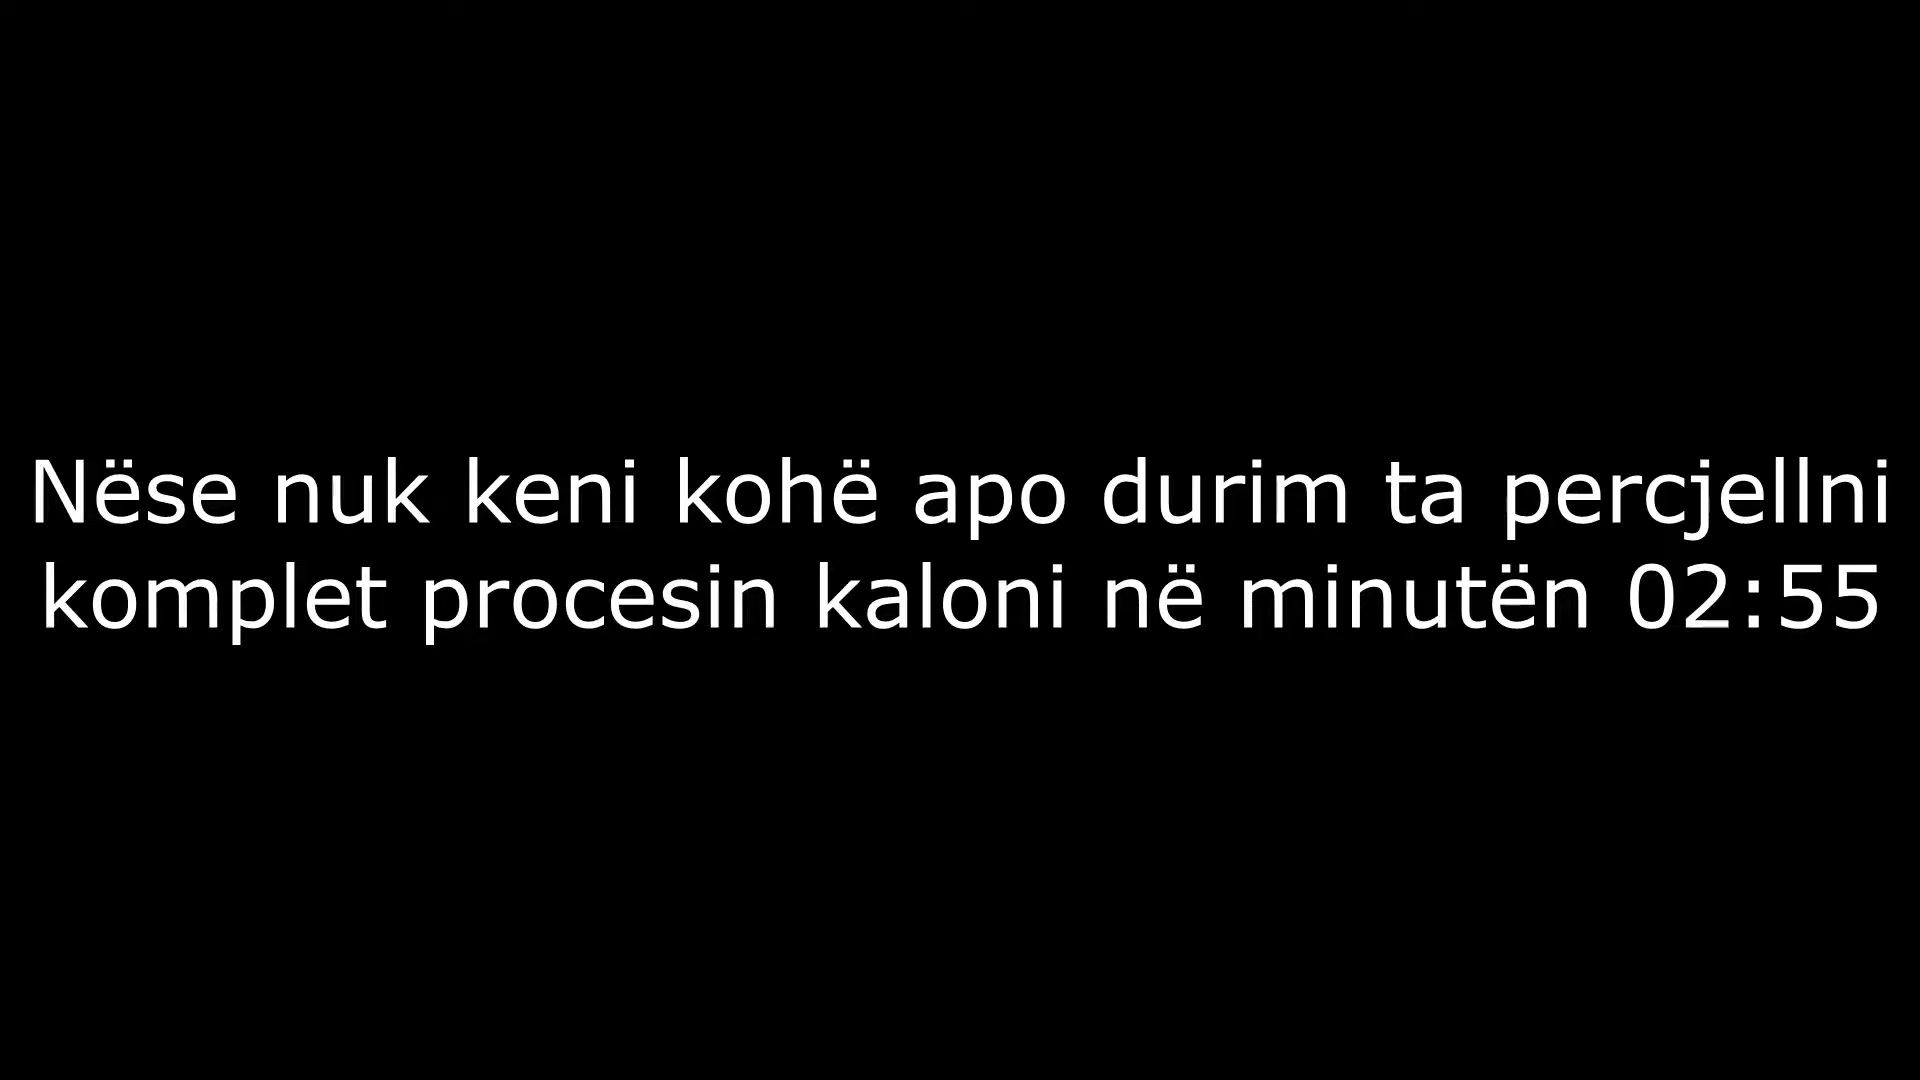 Nëse nuk keni kohë apo durim ta percjellni
komplet procesin kaloni në minutën 02:55